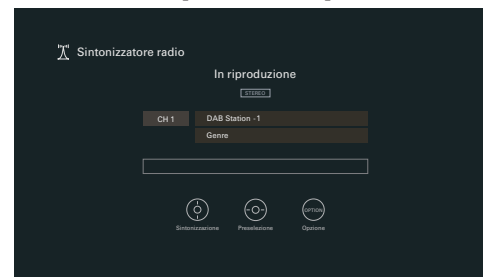 Sintonizzatore radio
In riproduzione
STEREO
CH 1 DAB Station -1
Genre
OPTION
Sintonizzazione Preselezione Opzione